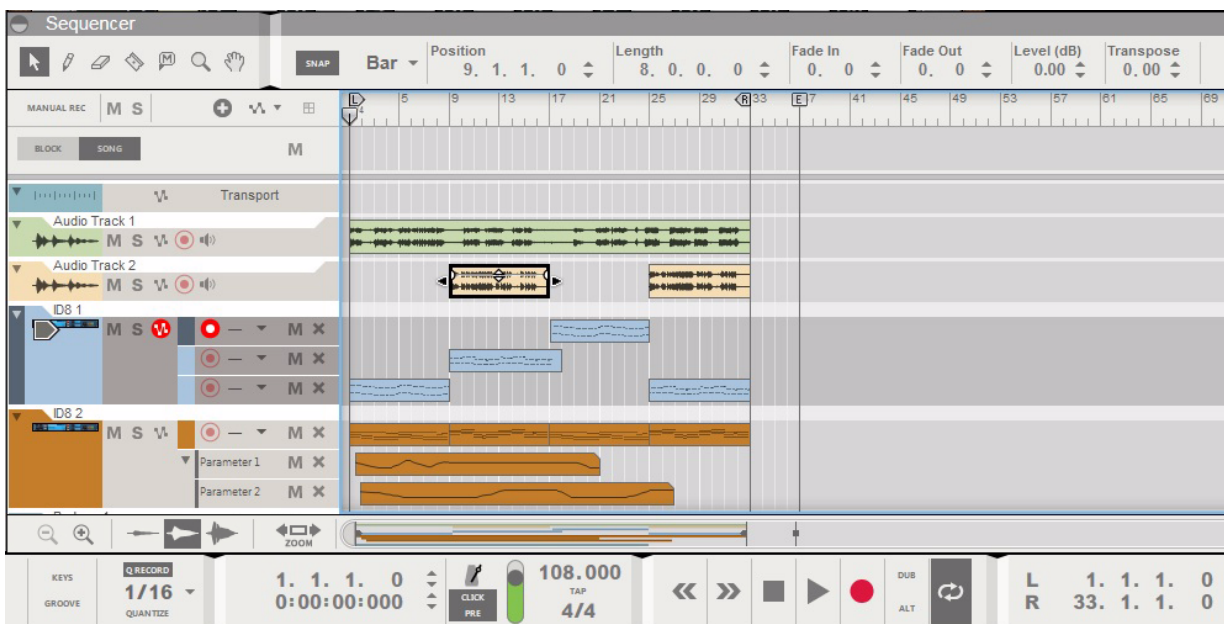 Sequencer
SNAP
Bar
Position
9. 1. 1. 0
Length
8. 0. 0. 0
Fade In
0. 0
Fade Out
0. 0
Level (dB)
0.00
Transpose
0.00
MANUAL REC M S
L 5 9 13 17 21 25 29 R 33 E 7 41 45 49 53 57 61 65 69
4
BLOCK SONG M
Transport
Audio Track 1
M S
Audio Track 2
M S
ID8 1
M S M
M
M
ID8 2
M S M
Parameter 1 M
Parameter 2 M
ZOOM
KEYS
GROOVE
Q RECORD
1/16
QUANTIZE
1. 1. 1. 0
0:00:00:000
CLICK
PRE
108.000
TAP
4/4
DUB
ALT
L 1. 1. 1. 0
R 33. 1. 1. 0